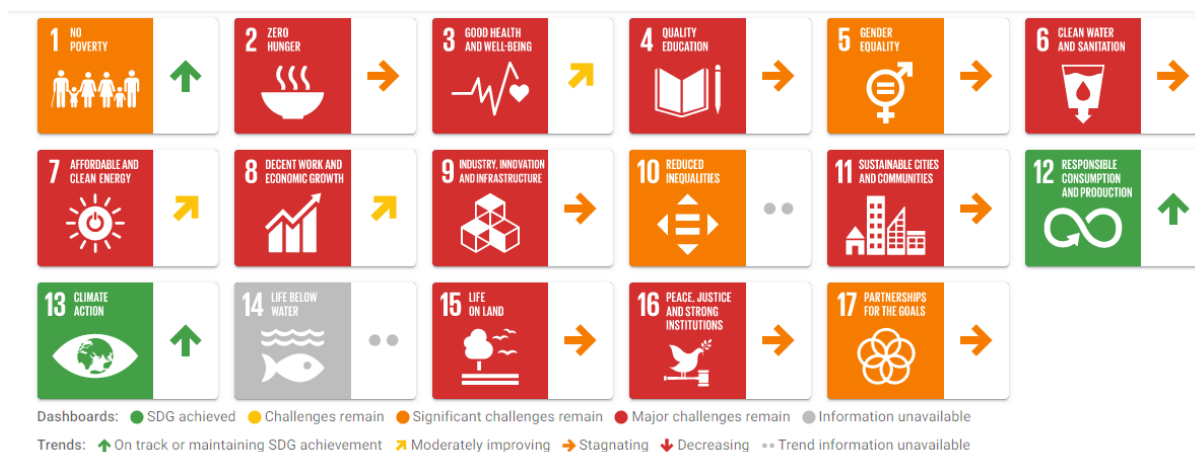 1 NO
POVERTY
2 ZERO
HUNGER
3 GOOD HEALTH
AND WELL-BEING
4 QUALITY
EDUCATION
5 GENDER
EQUALITY
6 CLEAN WATER
AND SANITATION
7 AFFORDABLE AND
CLEAN ENERGY
8 DECENT WORK AND
ECONOMIC GROWTH
9 INDUSTRY, INNOVATION
AND INFRASTRUCTURE
10 REDUCED
INEQUALITIES
11 SUSTAINABLE CITIES
AND COMMUNITIES
12 RESPONSIBLE
CONSUMPTION
AND PRODUCTION
13 CLIMATE
ACTION
14 LIFE BELOW
WATER
15 LIFE
ON LAND
16 PEACE, JUSTICE
AND STRONG
INSTITUTIONS
17 PARTNERSHIPS
FOR THE GOALS
Dashboards: SDG achieved Challenges remain Significant challenges remain Major challenges remain Information unavailable
Trends: On track or maintaining SDG achievement Moderately improving Stagnating Decreasing Trend information unavailable